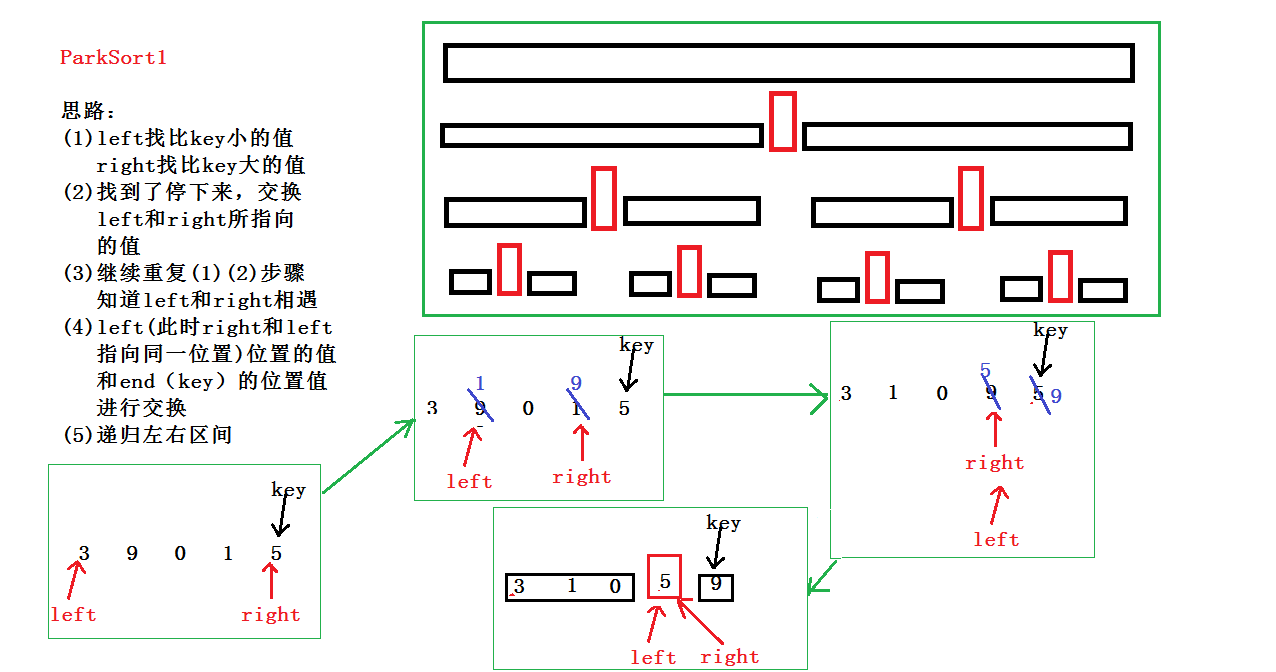 ParkSort1
思路：
(1)left找比key小的值
right找比key大的值
(2)找到了停下来，交换
left和right所指向
的值
(3)继续重复(1)(2)步骤
知道left和right相遇
(4)left(此时right和left
指向同一位置)位置的值
和end（key）的位置值
进行交换
(5)递归左右区间
key
3 9 0 1 5
left right
key
1 9
3 9 0 1 5
left right
key
5
3 1 0 9 5 9
right
left
key
3 1 0 5 9
left right